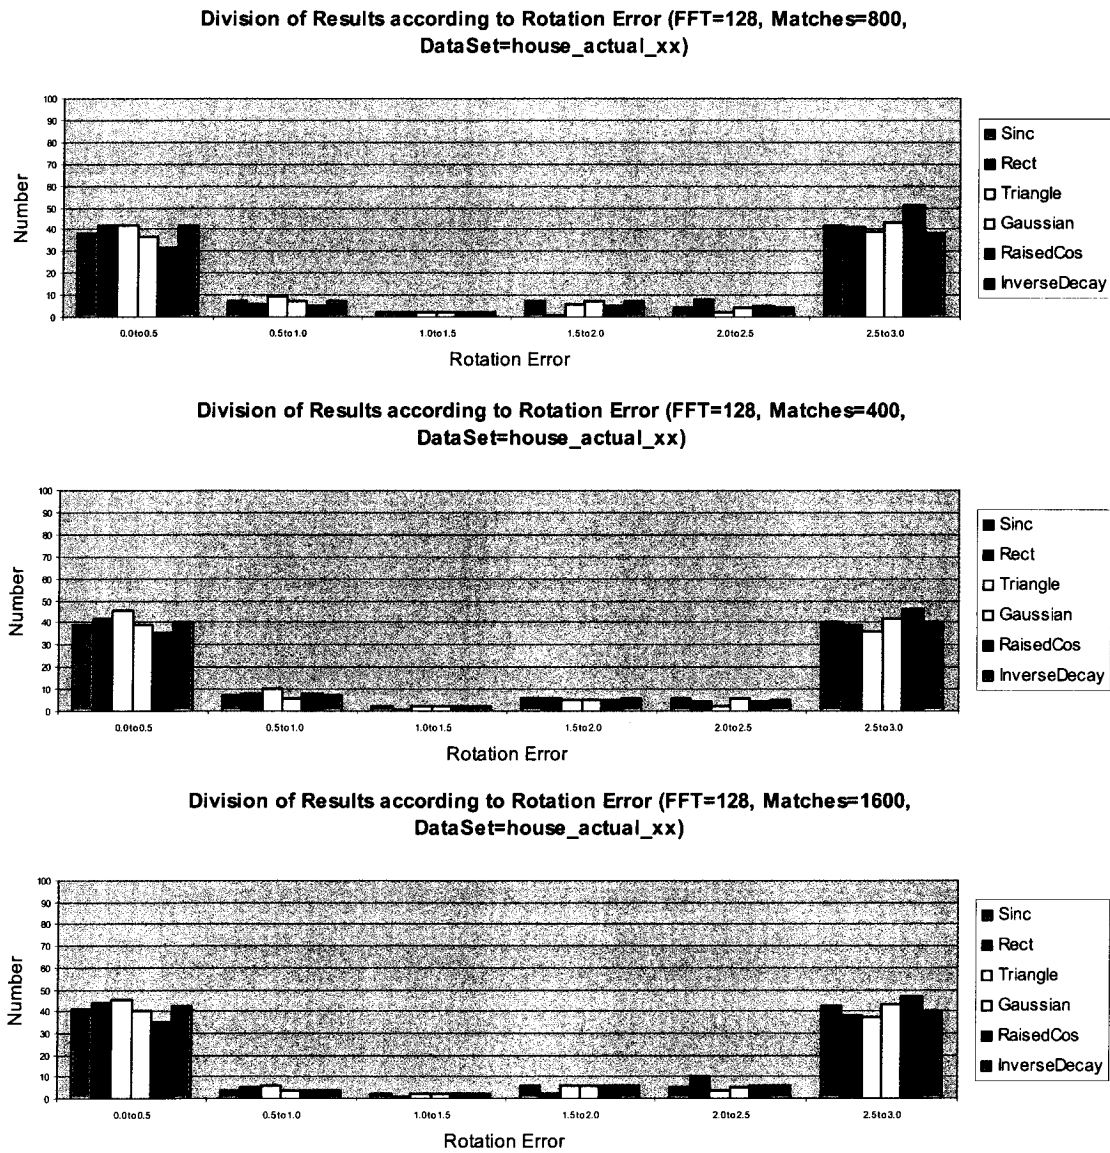 Division of Results according to Rotation Error (FFT=128, Matches=800,
DataSet=house_actual_xx)
100
90
80
70
60
50
40
30
20
10
0
Number
0.0to0.5
0.5to1.0
1.0to1.5
1.5to2.0
2.0to2.5
2.5to3.0
Rotation Error
Sinc
Rect
Triangle
Gaussian
RaisedCos
InverseDecay
Division of Results according to Rotation Error (FFT=128, Matches=400,
DataSet=house_actual_xx)
100
90
80
70
60
50
40
30
20
10
0
Number
0.0to0.5
0.5to1.0
1.0to1.5
1.5to2.0
2.0to2.5
2.5to3.0
Rotation Error
Sinc
Rect
Triangle
Gaussian
RaisedCos
InverseDecay
Division of Results according to Rotation Error (FFT=128, Matches=1600,
DataSet=house_actual_xx)
100
90
80
70
60
50
40
30
20
10
0
Number
0.0to0.5
0.5to1.0
1.0to1.5
1.5to2.0
2.0to2.5
2.5to3.0
Rotation Error
Sinc
Rect
Triangle
Gaussian
RaisedCos
InverseDecay